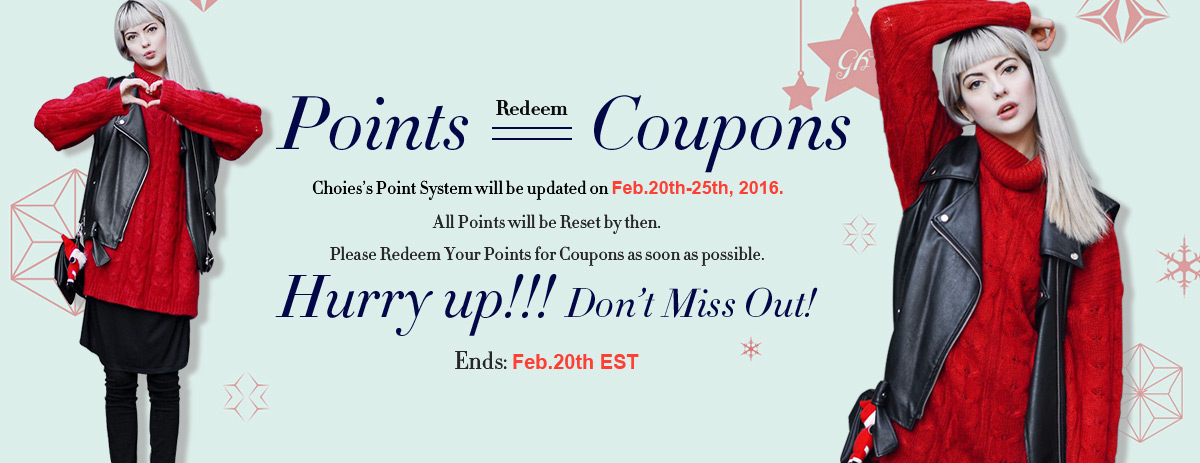 Points Redeem Coupons
Choies's Point System will be updated on Feb.20th-25th, 2016.
All Points will be Reset by then.
Please Redeem Your Points for Coupons as soon as possible.
Hurry up!!! Don't Miss Out!
Ends: Feb.20th EST